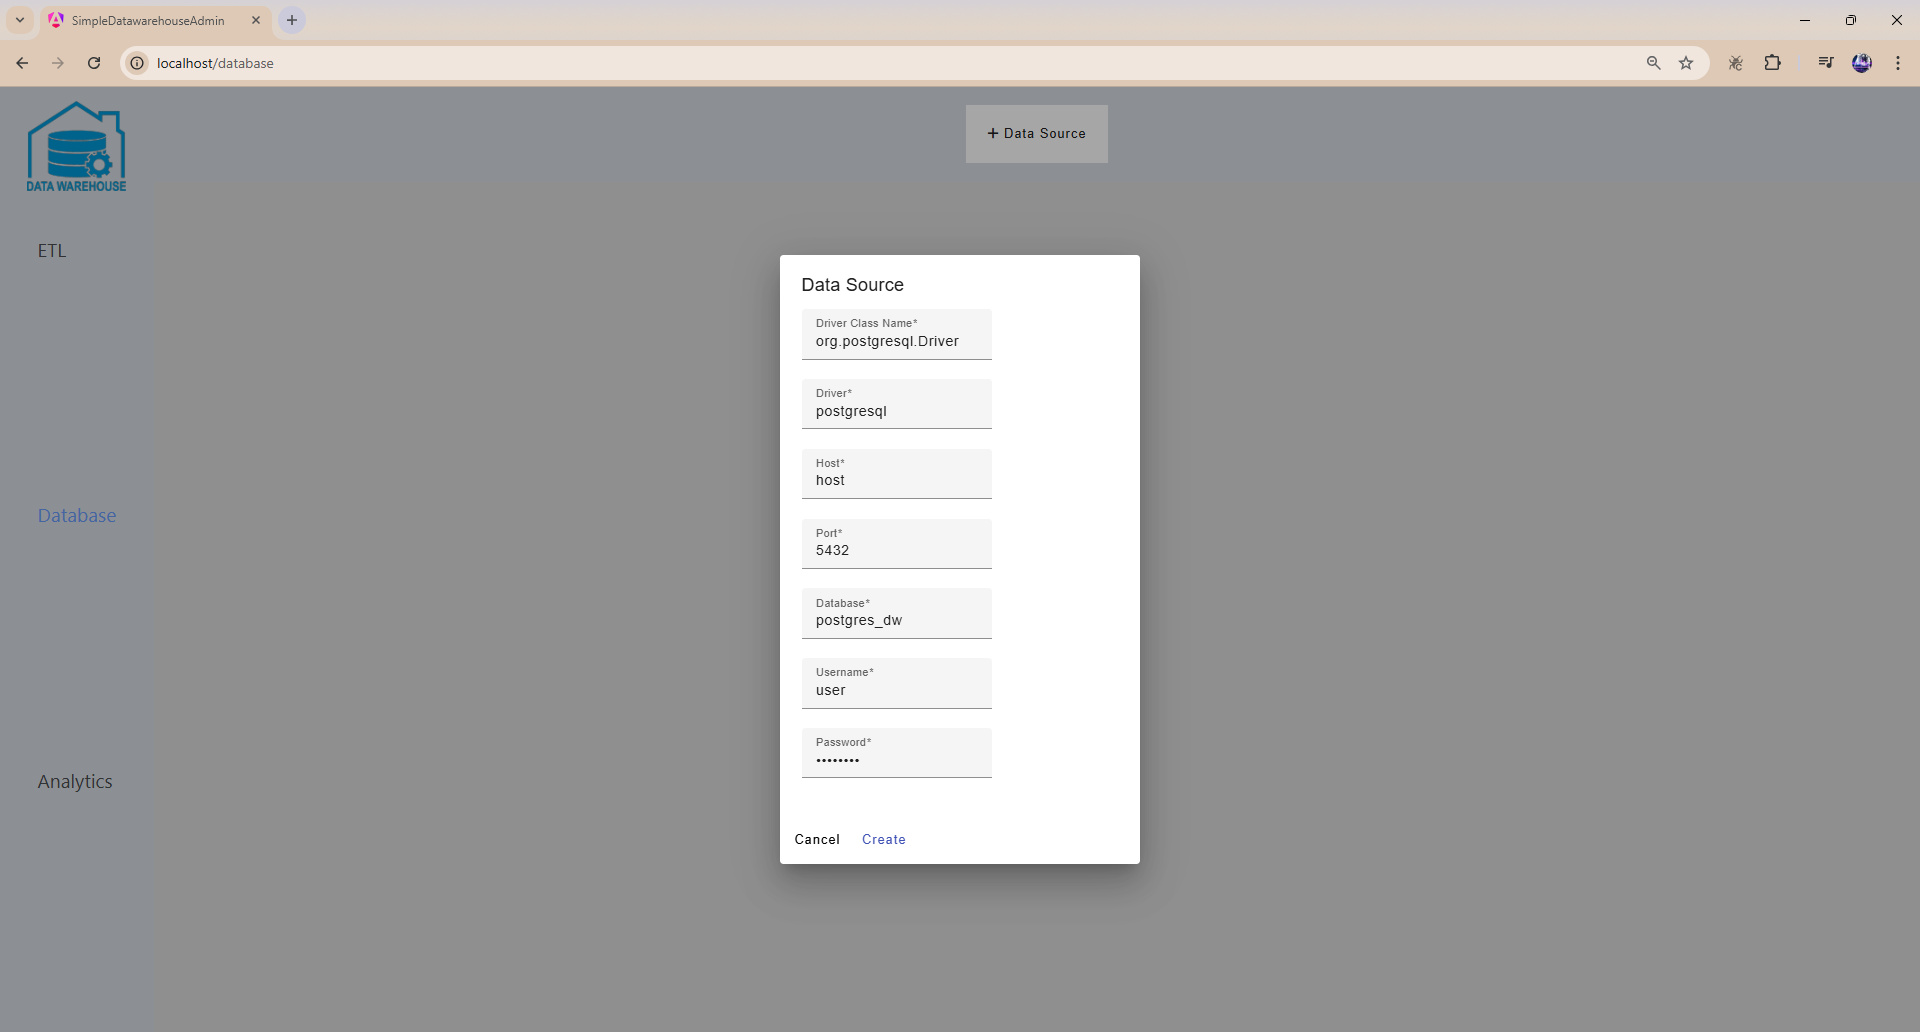 SimpleDatawarehouseAdmin
localhost/database
DATA WAREHOUSE
+ Data Source
ETL
Database
Analytics
Data Source
Driver Class Name*
org.postgresql.Driver
Driver*
postgresql
Host*
host
Port*
5432
Database*
postgres_dw
Username*
user
Password*
••••••••
Cancel Create